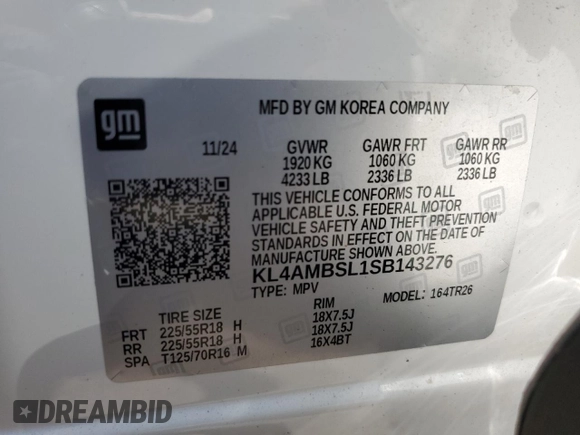 gm
MFD BY GM KOREA COMPANY
11/24 GVWR GAWR FRT GAWR RR
1920 KG 1060 KG 1060 KG
4233 LB 2336 LB 2336 LB
THIS VEHICLE CONFORMS TO ALL
APPLICABLE U.S. FEDERAL MOTOR
VEHICLE SAFETY AND THEFT PREVENTION
STANDARDS IN EFFECT ON THE DATE OF
MANUFACTURE SHOWN ABOVE.
KL4AMBSL1SB143276
TYPE: MPV MODEL: 164TR26
TIRE SIZE RIM
FRT 225/55R18 H 18X7.5J
RR 225/55R18 H 18X7.5J
SPA T125/70R16 M 16X4BT
DREAMBID